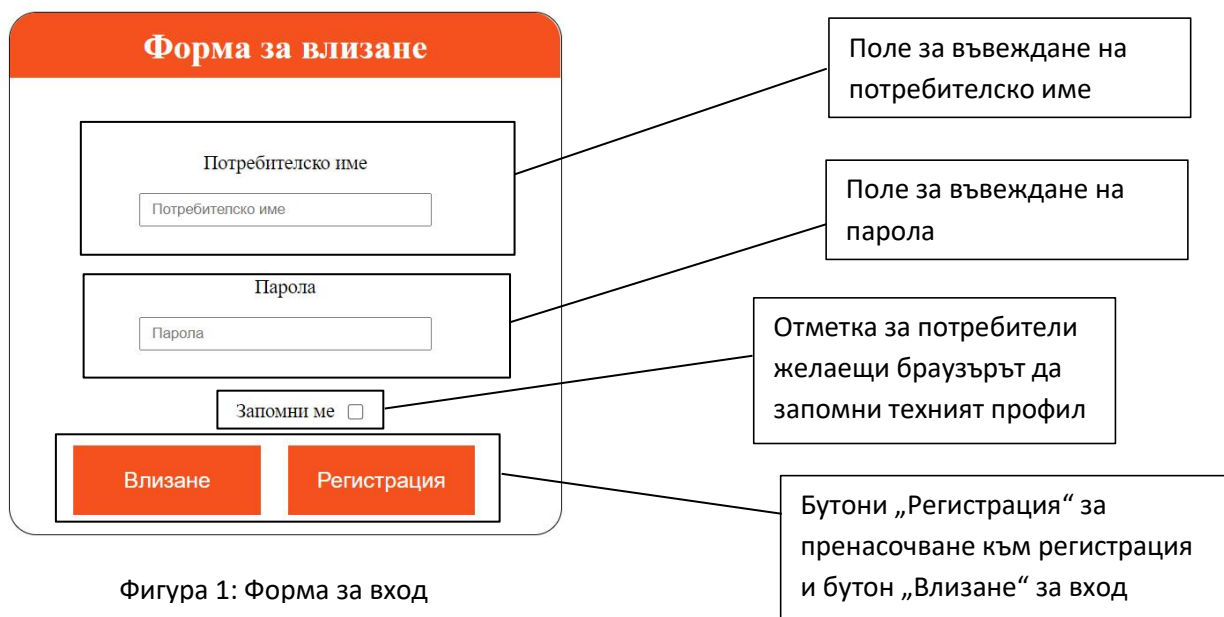 Форма за влизане
Потребителско име
Потребителско име
Парола
Парола
Запомни ме
Влизане
Регистрация
Фигура 1: Форма за вход
Поле за въвеждане на
потребителско име
Поле за въвеждане на
парола
Отметка за потребители
желаещи браузърът да
запомни техният профил
Бутони „Регистрация“ за
пренасочване към регистрация
и бутон „Влизане“ за вход